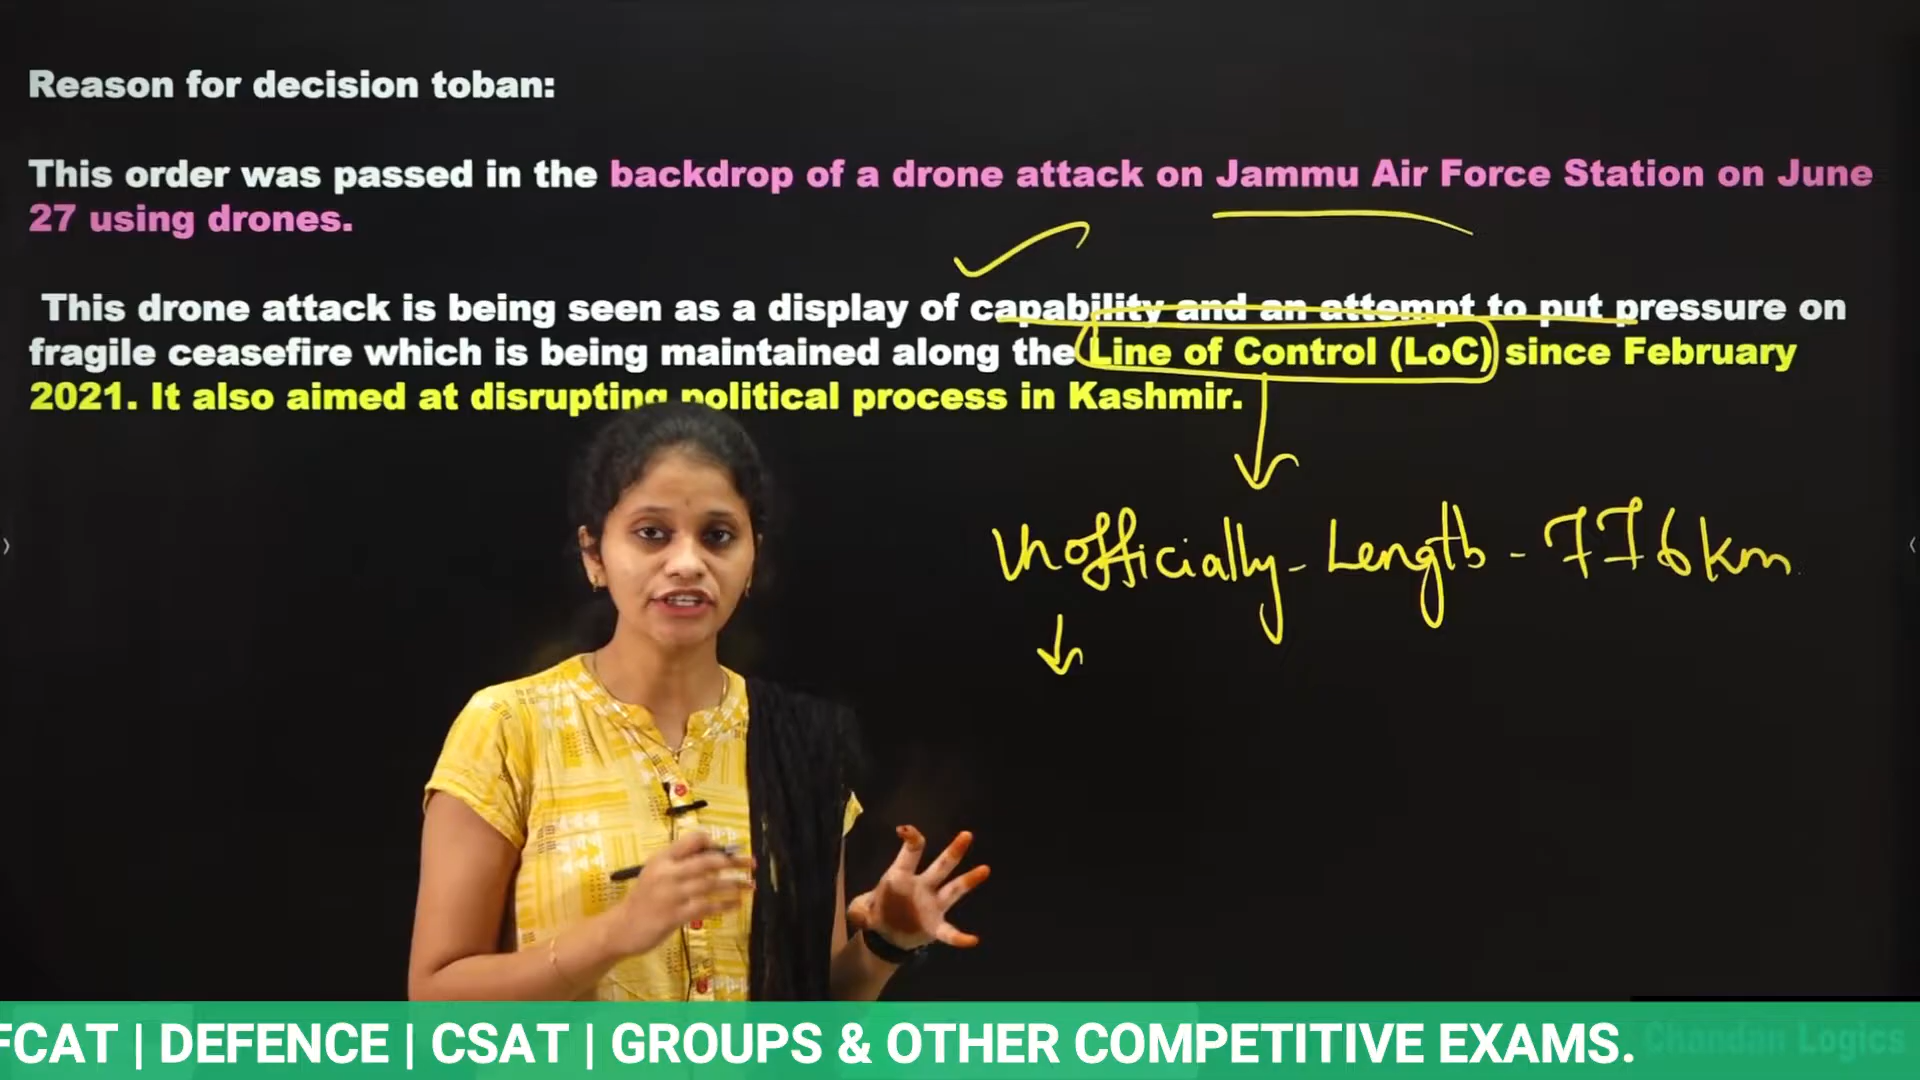 Reason for decision toban:
This order was passed in the backdrop of a drone attack on Jammu Air Force Station on June
27 using drones.
This drone attack is being seen as a display of capability and an attempt to put pressure on
fragile ceasefire which is being maintained along the Line of Control (LoC) since February
2021. It also aimed at disrupting political process in Kashmir.
Unofficially - Length - 776km
FCAT | DEFENCE | CSAT | GROUPS & OTHER COMPETITIVE EXAMS.
Chandan Logics